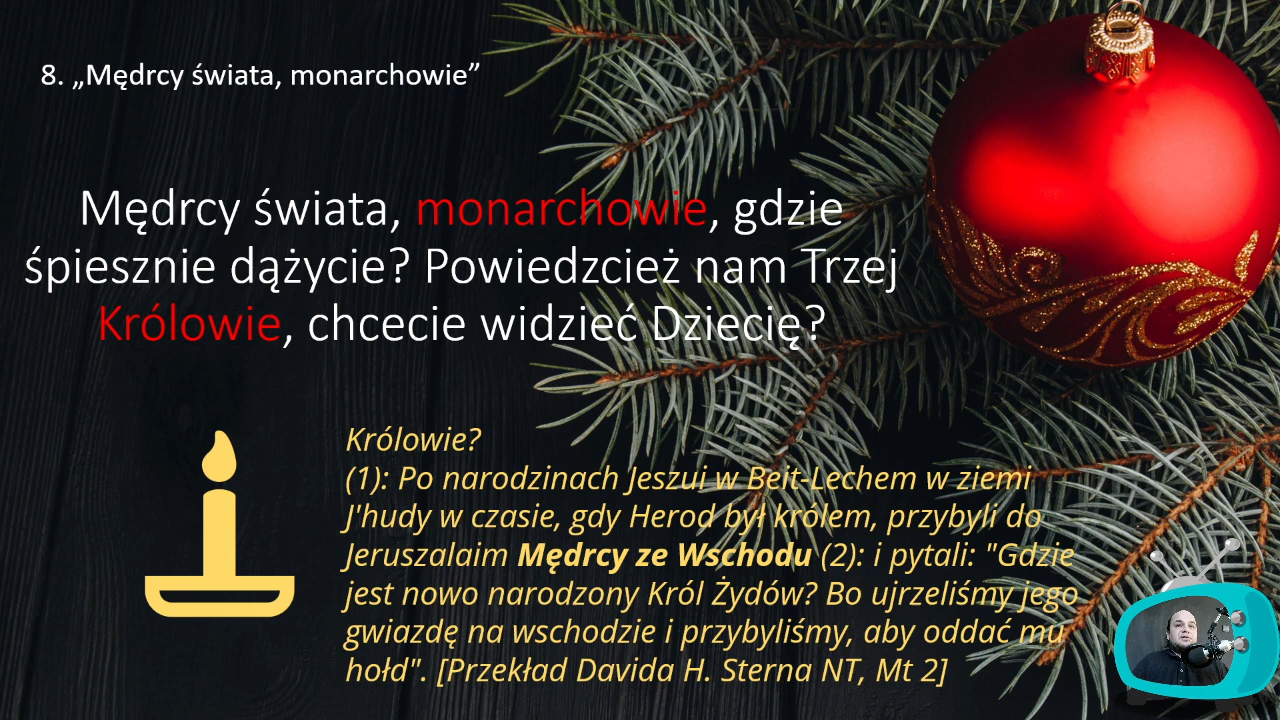 8. „Mędrcy świata, monarchowie”
Mędrcy świata, monarchowie, gdzie
śpiesznie dążycie? Powiedzcież nam Trzej
Królowie, chcecie widzieć Dziecię?
Królowie?
(1): Po narodzinach Jeszui w Beit-Lechem w ziemi
J'hudy w czasie, gdy Herod był królem, przybyli do
Jeruszalaim Mędrcy ze Wschodu (2): i pytali: "Gdzie
jest nowo narodzony Król Żydów? Bo ujrzeliśmy jego
gwiazdę na wschodzie i przybyliśmy, aby oddać mu
hołd". [Przekład Davida H. Sterna NT, Mt 2]